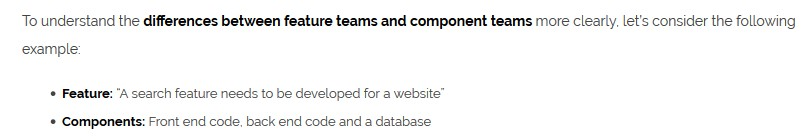 To understand the differences between feature teams and component teams more clearly, let's consider the following
example:
• Feature: "A search feature needs to be developed for a website"
• Components: Front end code, back end code and a database